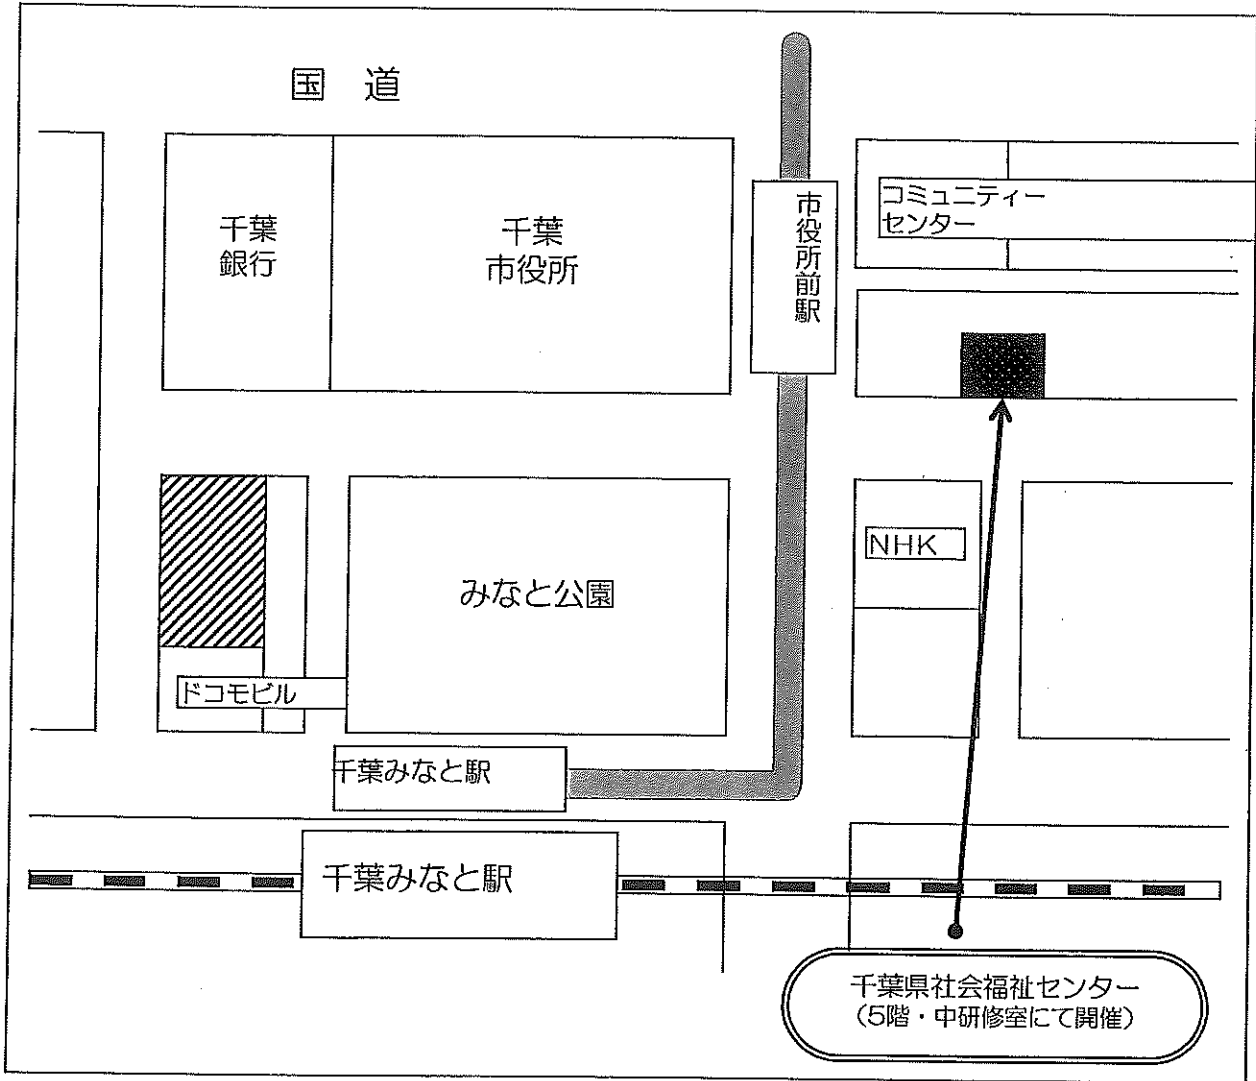 国　道
千葉
銀行
千葉
市役所
市役所前駅
コミュニティー
センター
NHK
みなと公園
ドコモビル
千葉みなと駅
千葉みなと駅
千葉県社会福祉センター
（5階・中研修室にて開催）